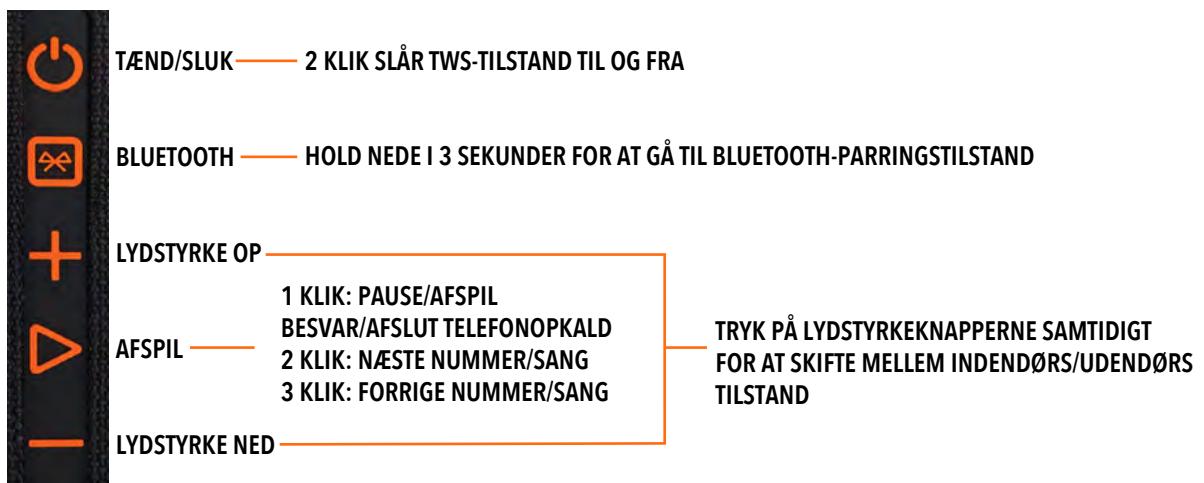 TÆND/SLUK
2 KLIK SLÅR TWS-TILSTAND TIL OG FRA
BLUETOOTH
HOLD NEDE I 3 SEKUNDER FOR AT GÅ TIL BLUETOOTH-PARRINGSTILSTAND
LYDSTYRKE OP
AFSPIL
1 KLIK: PAUSE/AFSPIL
BESVAR/AFSLUT TELEFONOPKALD
2 KLIK: NÆSTE NUMMER/SANG
3 KLIK: FORRIGE NUMMER/SANG
LYDSTYRKE NED
TRYK PÅ LYDSTYRKEKNAPPERNE SAMTIDIGT
FOR AT SKIFTE MELLEM INDENDØRS/UDENDØRS
TILSTAND